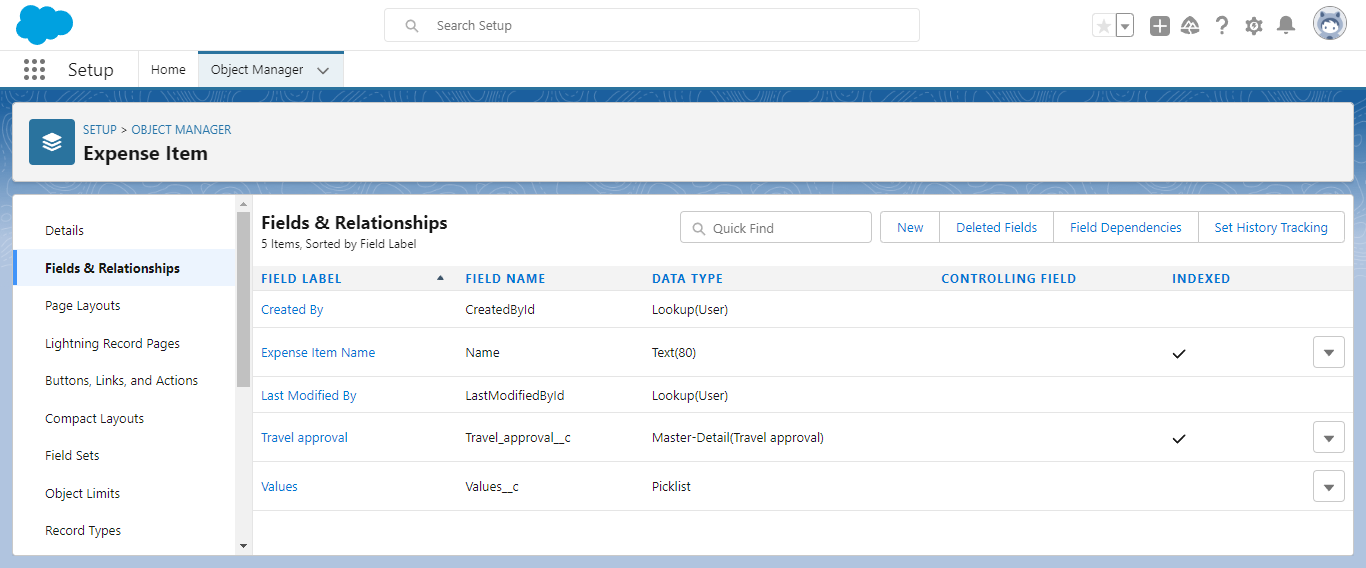 Search Setup
Setup Home Object Manager
SETUP > OBJECT MANAGER
Expense Item
Details
Fields & Relationships
Page Layouts
Lightning Record Pages
Buttons, Links, and Actions
Compact Layouts
Field Sets
Object Limits
Record Types
Fields & Relationships
5 Items, Sorted by Field Label
Quick Find New Deleted Fields Field Dependencies Set History Tracking
FIELD LABEL FIELD NAME DATA TYPE CONTROLLING FIELD INDEXED
Created By CreatedById Lookup(User)
Expense Item Name Name Text(80)
Last Modified By LastModifiedById Lookup(User)
Travel approval Travel_approval__c Master-Detail(Travel approval)
Values Values__c Picklist